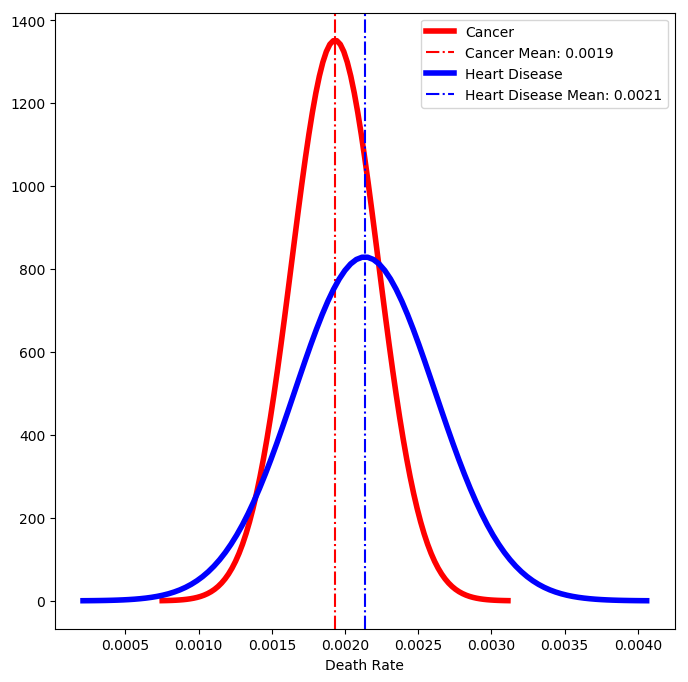 1400
1200
1000
800
600
400
200
0
Cancer
Cancer Mean: 0.0019
Heart Disease
Heart Disease Mean: 0.0021
0.0005 0.0010 0.0015 0.0020 0.0025 0.0030 0.0035 0.0040
Death Rate